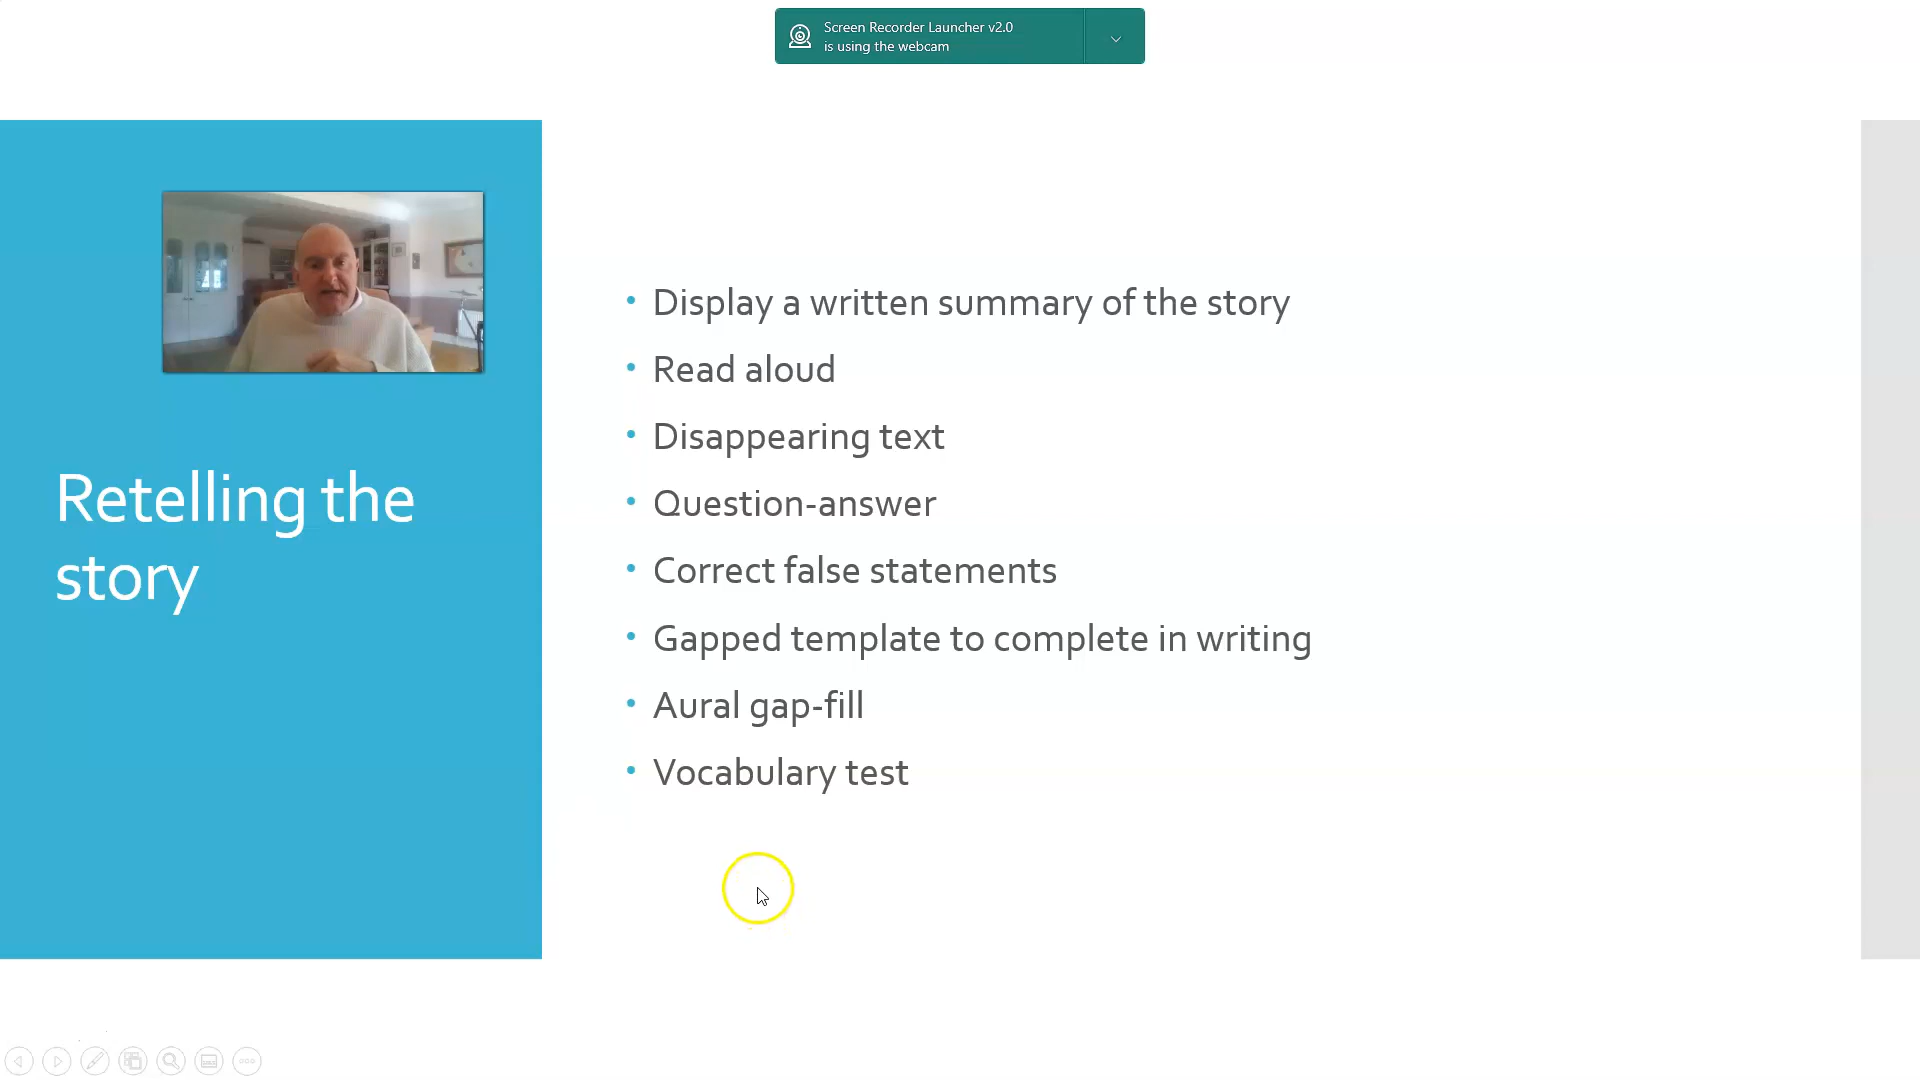 Screen Recorder Launcher v2.0
is using the webcam
Retelling the
story
• Display a written summary of the story
• Read aloud
• Disappearing text
• Question-answer
• Correct false statements
• Gapped template to complete in writing
• Aural gap-fill
• Vocabulary test